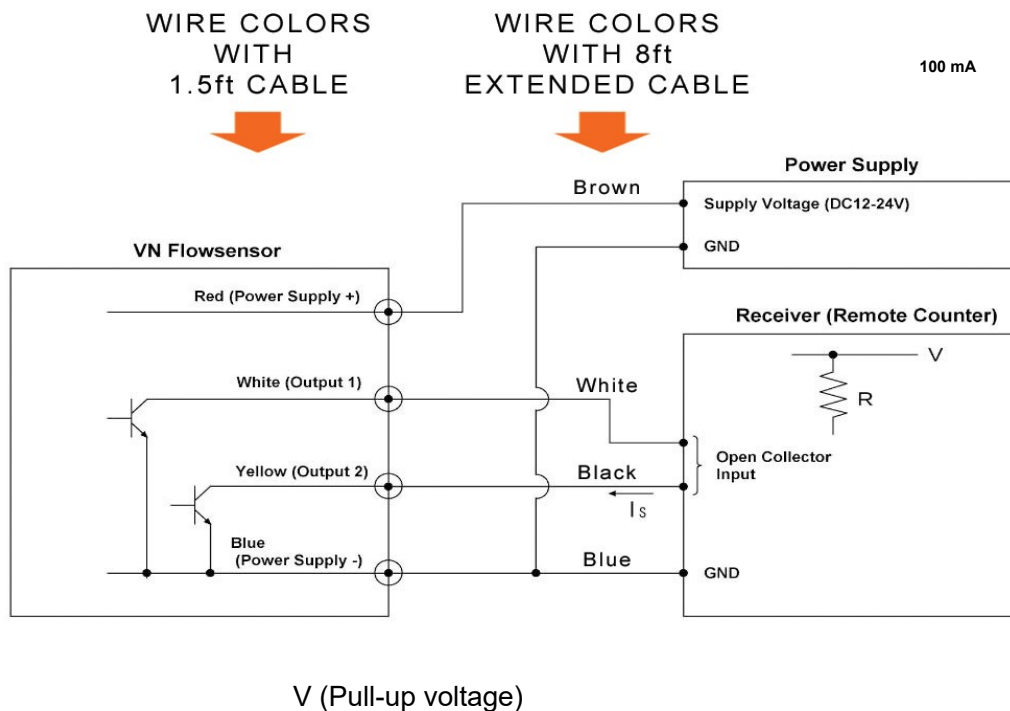 WIRE COLORS
WITH
1.5ft CABLE
WIRE COLORS
WITH 8ft
EXTENDED CABLE
100 mA
Power Supply
Brown
Supply Voltage (DC12-24V)
GND
VN Flowsensor
Red (Power Supply +)
Receiver (Remote Counter)
V
R
White (Output 1)
White
Open Collector
Input
Yellow (Output 2)
Black
Is
Blue
(Power Supply -)
Blue
GND
V (Pull-up voltage)